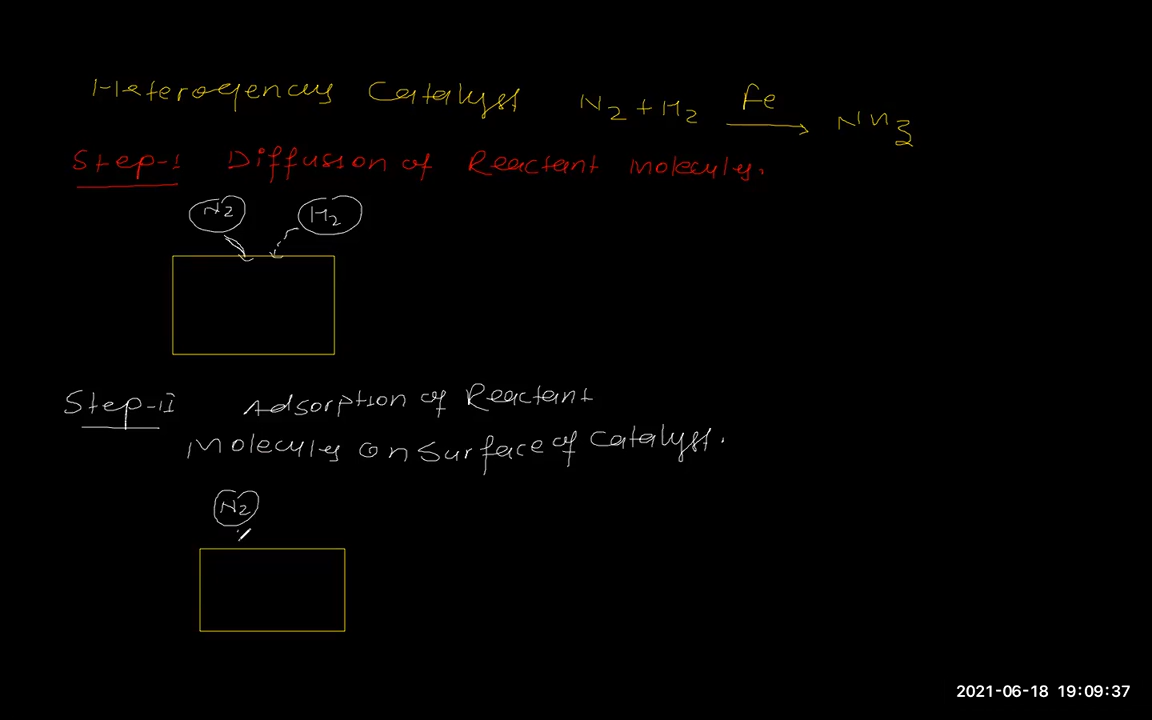 Heterogeneous Catalyst N2 + H2 Fe NH3
Step-I Diffusion of Reactant Molecules.
N2 H2
Step-II Adsorption of Reactant
Molecules on Surface of Catalyst.
N2
2021-06-18 19:09:37